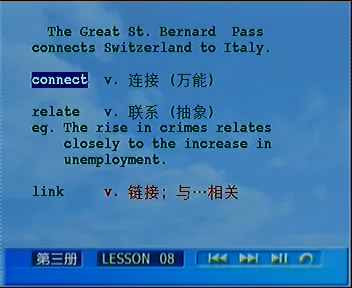 The Great St. Bernard Pass
connects Switzerland to Italy.
connect v. 连接 (万能)
relate v. 联系 (抽象)
eg. The rise in crimes relates
closely to the increase in
unemployment.
link v. 链接; 与…相关
第三册 LESSON 08